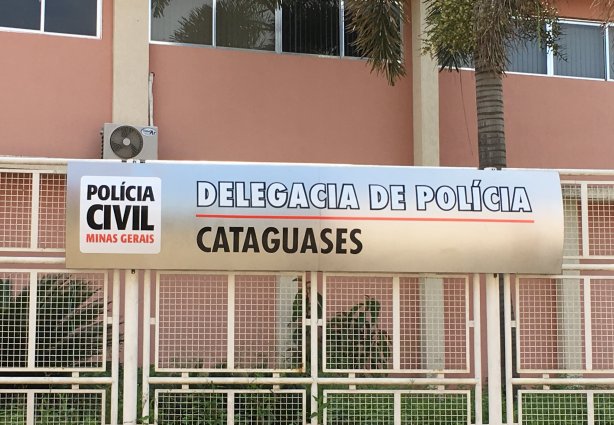 POLÍCIA
CIVIL
MINAS GERAIS
DELEGACIA DE POLÍCIA
CATAGUASES